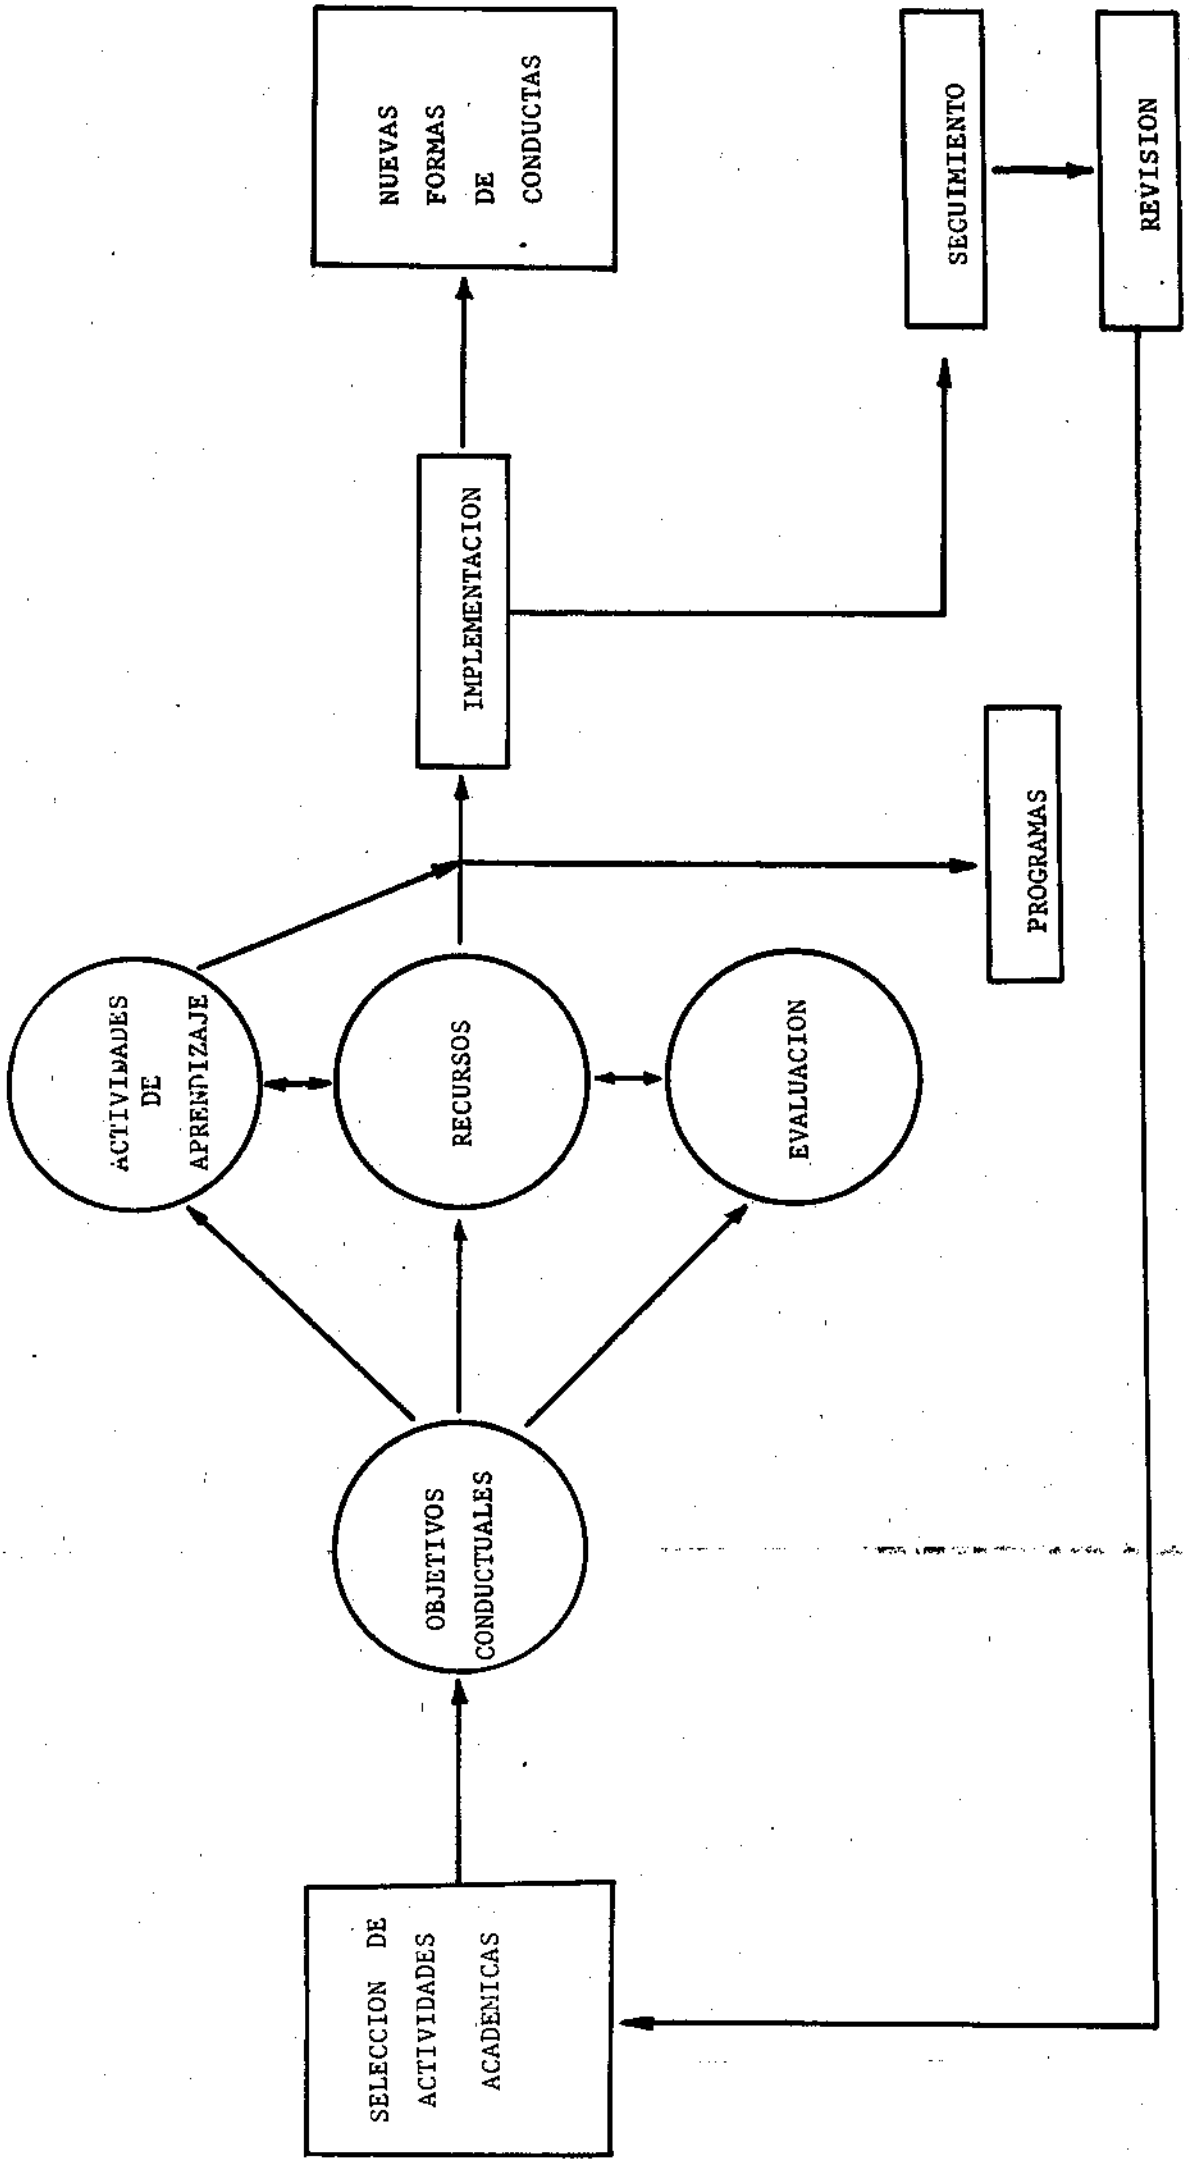 SELECCION DE
ACTIVIDADES
ACADEMICAS
OBJETIVOS
CONDUCTUALES
ACTIVIDADES
DE
APRENDIZAJE
RECURSOS
EVALUACION
PROGRAMAS
IMPLEMENTACION
NUEVAS
FORMAS
DE
CONDUCTAS
SEGUIMIENTO
REVISION